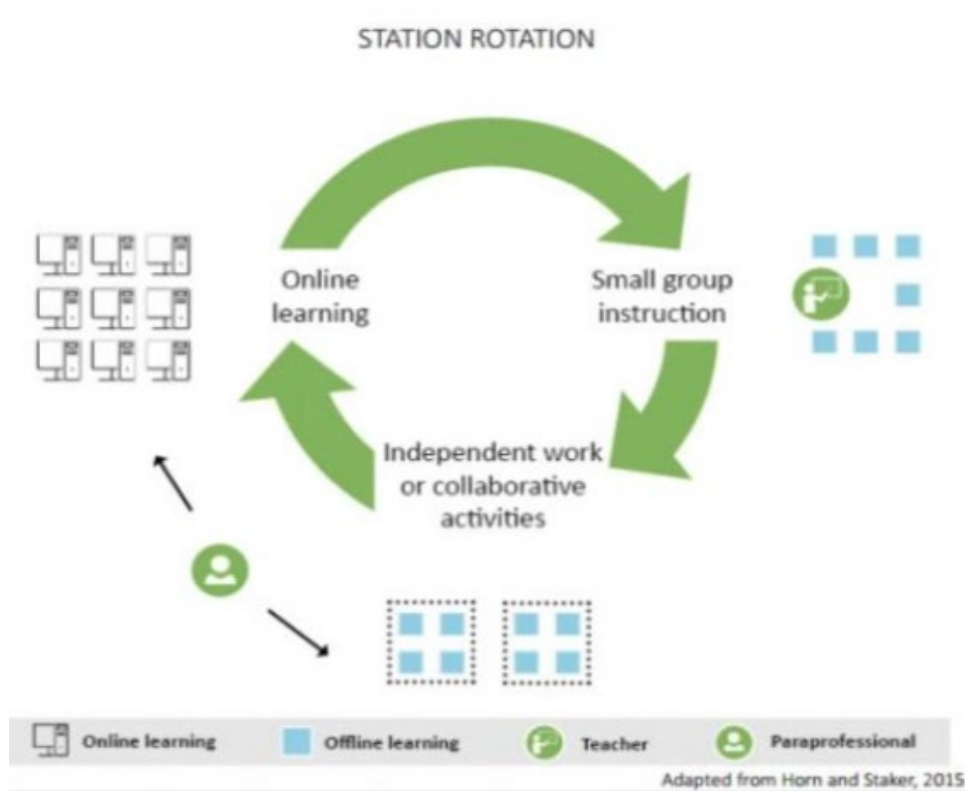 STATION ROTATION
Online
learning
Small group
instruction
Independent work
or collaborative
activities
Online learning
Offline learning
Teacher
Paraprofessional
Adapted from Horn and Staker, 2015